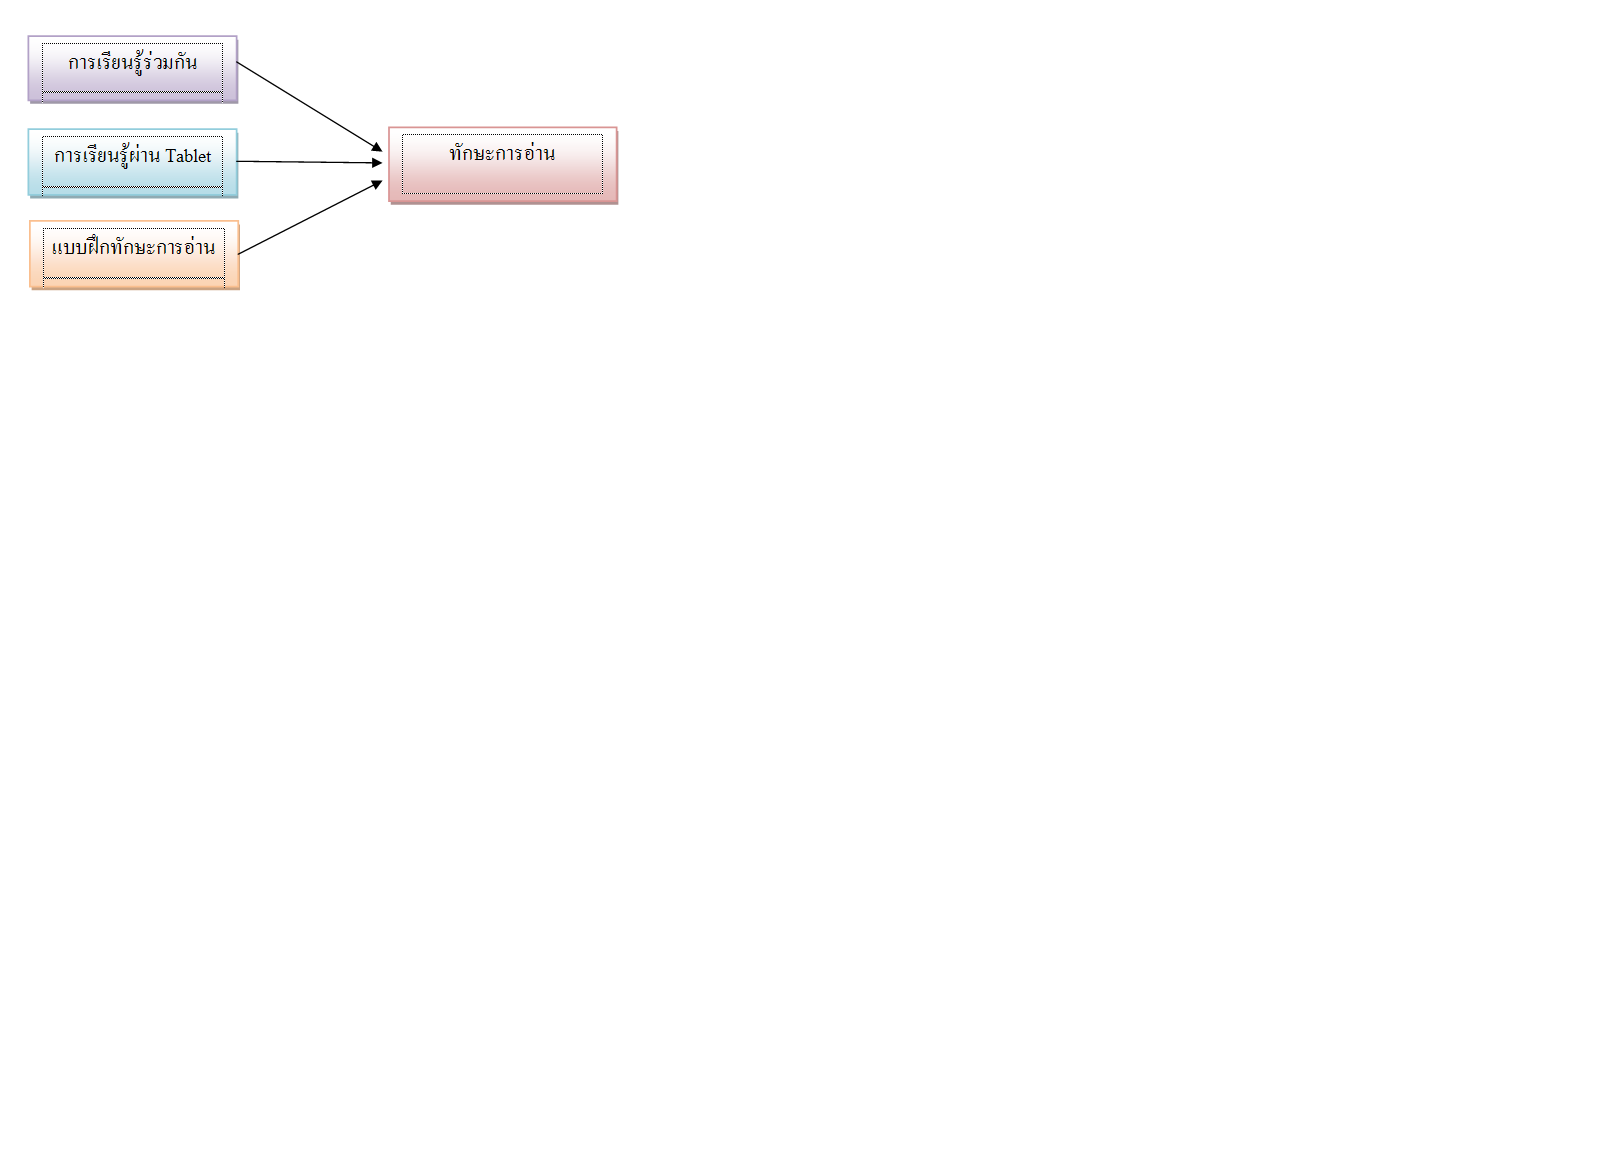 การเรียนรู้ร่วมกัน
การเรียนรู้ผ่าน Tablet
ทักษะการอ่าน
แบบฝึกทักษะการอ่าน